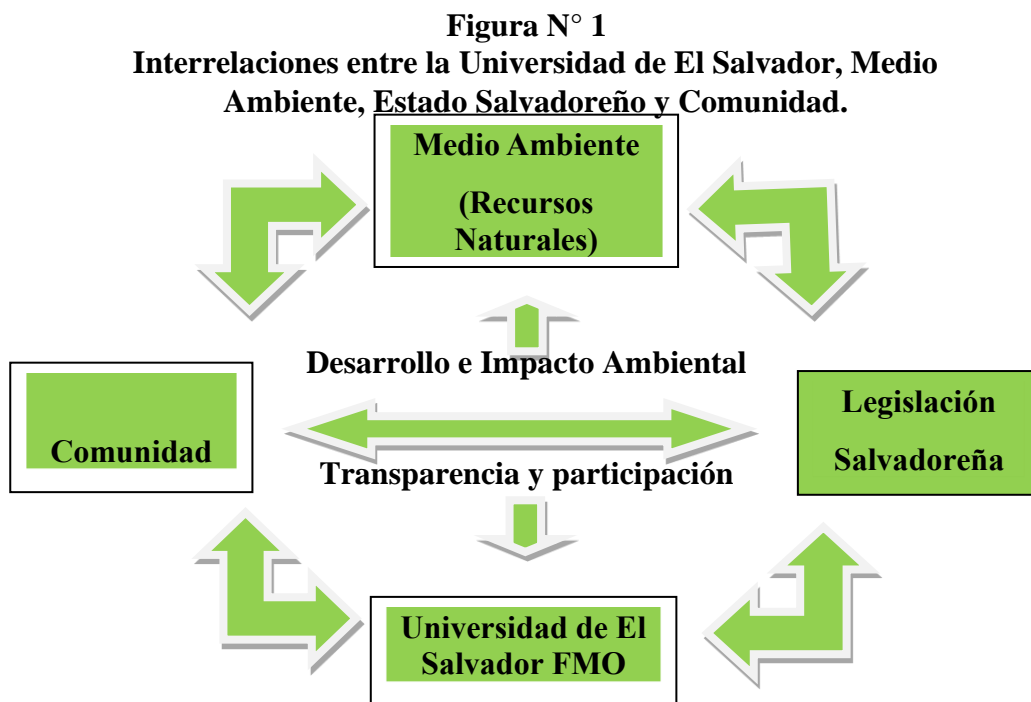 Figura N° 1
Interrelaciones entre la Universidad de El Salvador, Medio
Ambiente, Estado Salvadoreño y Comunidad.
Medio Ambiente
(Recursos
Naturales)
Desarrollo e Impacto Ambiental
Comunidad
Legislación
Salvadoreña
Transparencia y participación
Universidad de El
Salvador FMO